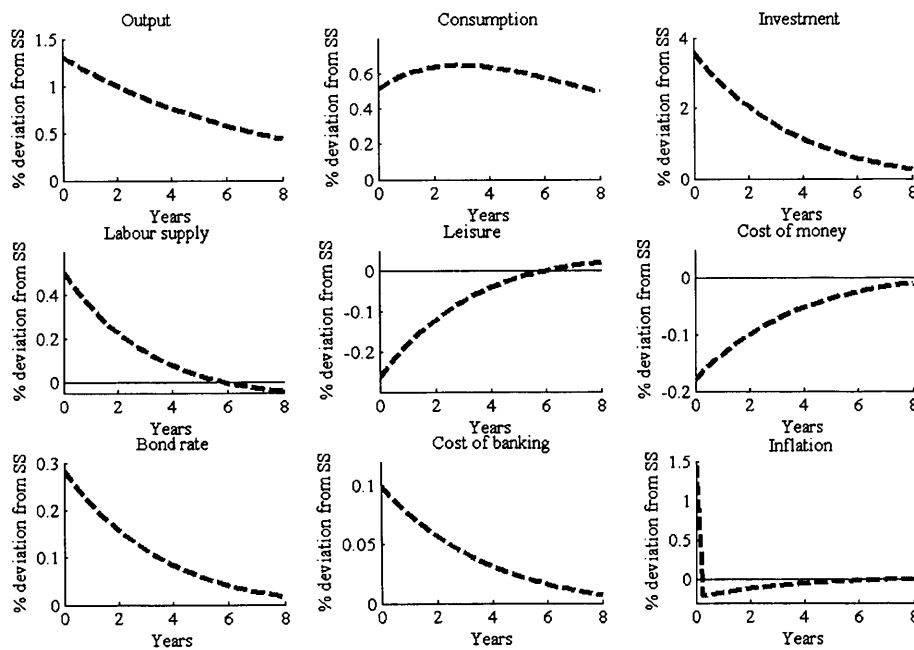 Output
% deviation from SS
1.5
1
0.5
0
0 2 4 6 8
Years
Consumption
% deviation from SS
0.6
0.4
0.2
0
0 2 4 6 8
Years
Investment
% deviation from SS
4
2
0
0 2 4 6 8
Years
Labour supply
% deviation from SS
0.4
0.2
0
0 2 4 6 8
Years
Leisure
% deviation from SS
0
-0.1
-0.2
0 2 4 6 8
Years
Cost of money
% deviation from SS
0
-0.1
-0.2
0 2 4 6 8
Years
Bond rate
% deviation from SS
0.3
0.2
0.1
0
0 2 4 6 8
Years
Cost of banking
% deviation from SS
0.1
0.05
0
0 2 4 6 8
Years
Inflation
% deviation from SS
1.5
1
0.5
0
0 2 4 6 8
Years